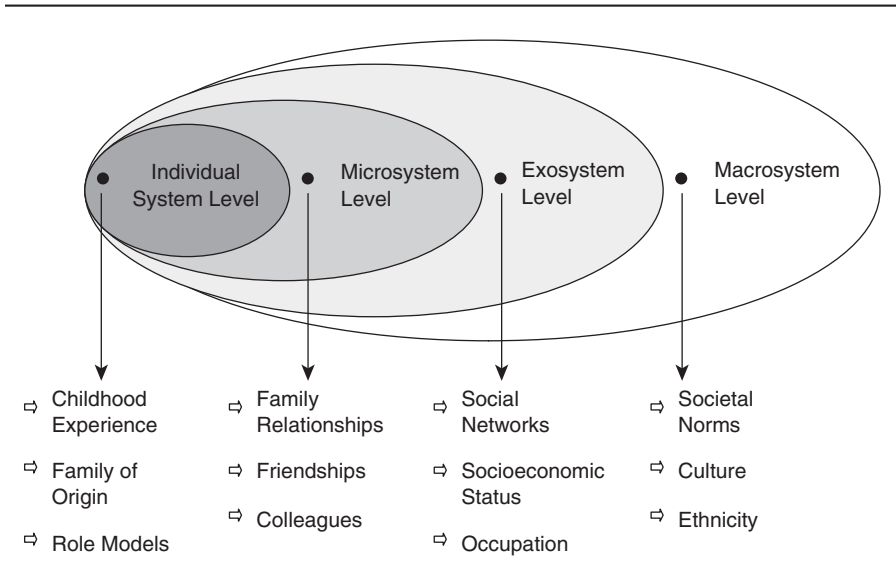 Individual
System Level
Microsystem
Level
Exosystem
Level
Macrosystem
Level
Childhood
Experience
Family of
Origin
Role Models
Family
Relationships
Friendships
Colleagues
Social
Networks
Socioeconomic
Status
Occupation
Societal
Norms
Culture
Ethnicity